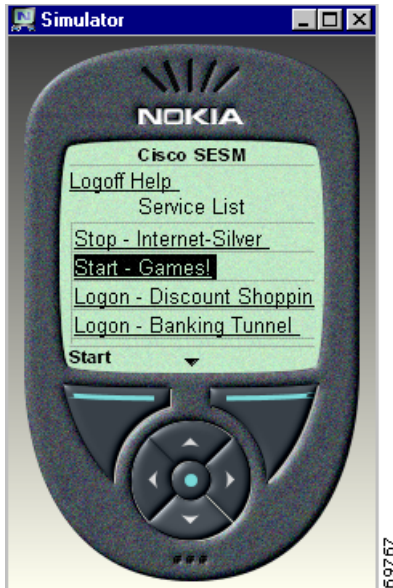 Simulator
NOKIA
Cisco SESM
Logoff Help
Service List
Stop - Internet-Silver
Start - Games!
Logon - Discount Shoppin
Logon - Banking Tunnel
Start
69767